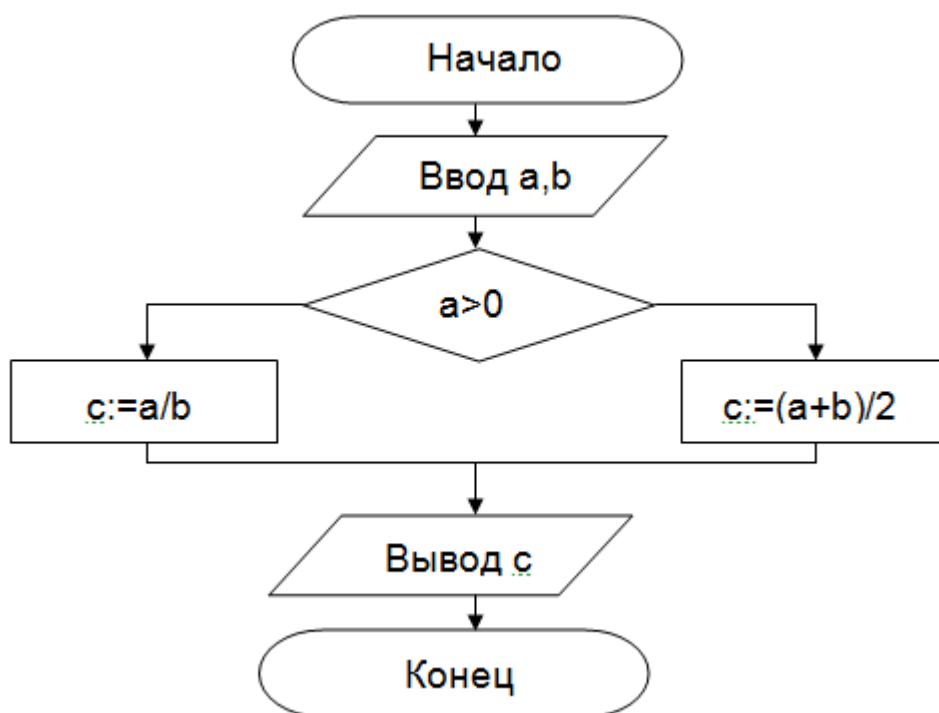 Начало
Ввод a,b
a>0
c:=a/b
c:=(a+b)/2
Вывод c
Конец